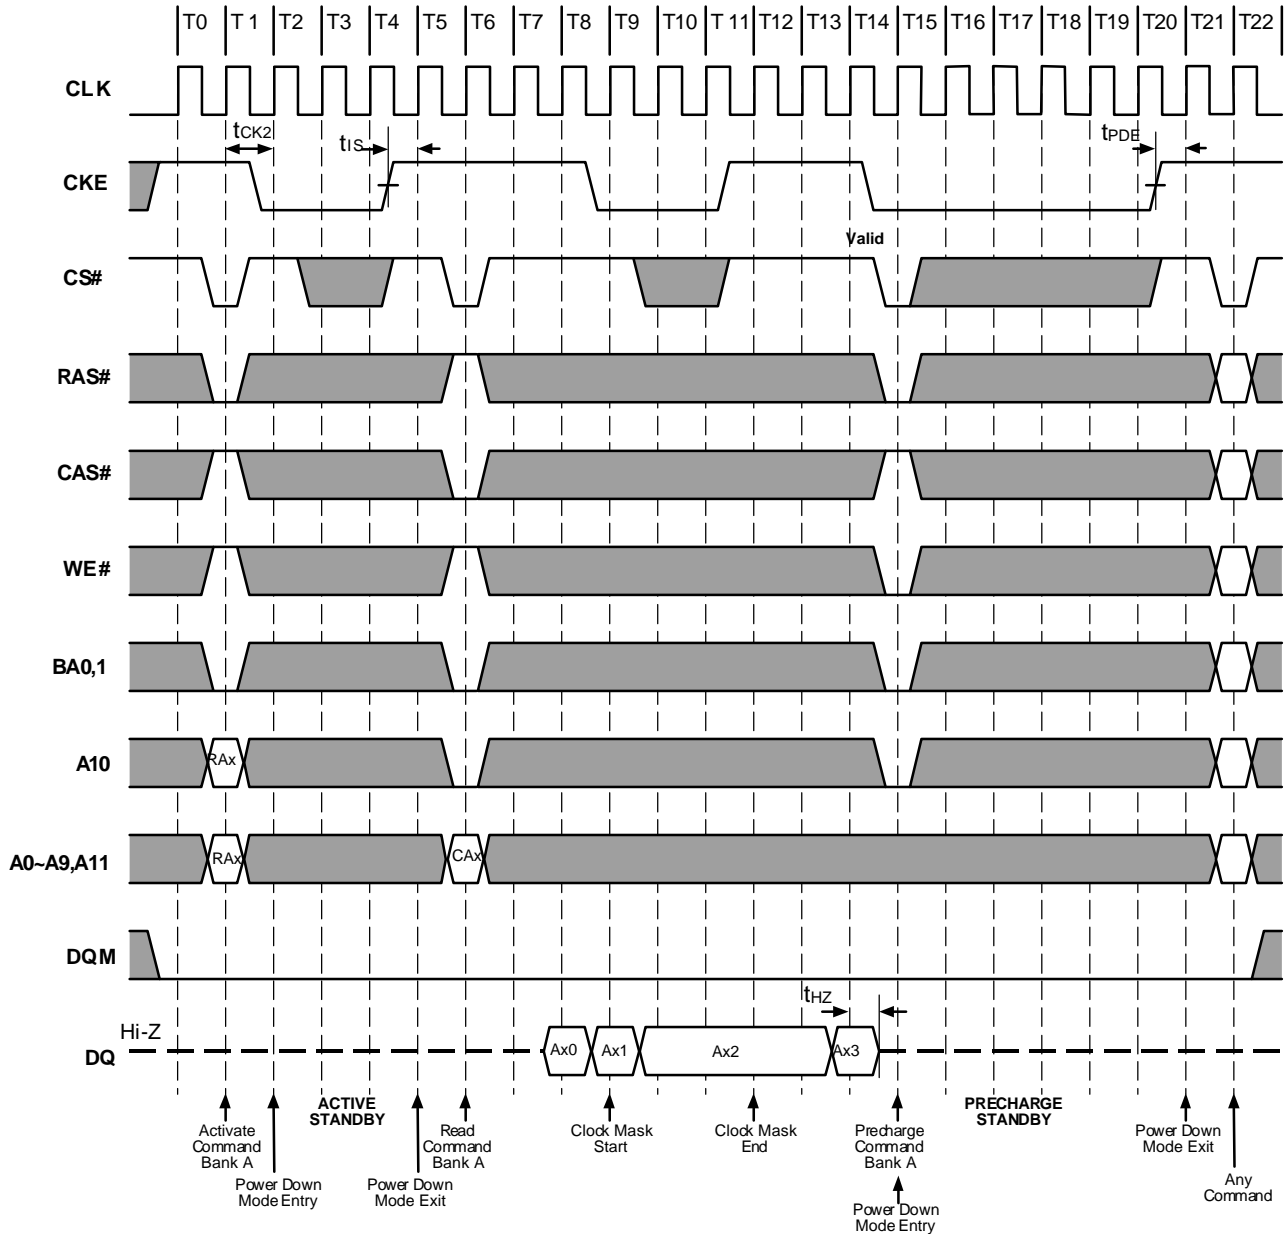 T0 T 1 T2 T3 T4 T5 T6 T7 T8 T9 T10 T 11 T12 T13 T14 T15 T16 T17 T18 T19 T20 T21 T22
CLK
tCK2
tIS
tPDE
CKE
Valid
CS#
RAS#
CAS#
WE#
BA0,1
A10
RAx
A0~A9,A11
RAx
CAx
DQM
tHZ
Hi-Z
DQ
Ax0
Ax1
Ax2
Ax3
Activate
Command
Bank A
Power Down
Mode Entry
ACTIVE
STANDBY
Power Down
Mode Exit
Read
Command
Bank A
Clock Mask
Start
Clock Mask
End
Precharge
Command
Bank A
Power Down
Mode Entry
PRECHARGE
STANDBY
Power Down
Mode Exit
Any
Command